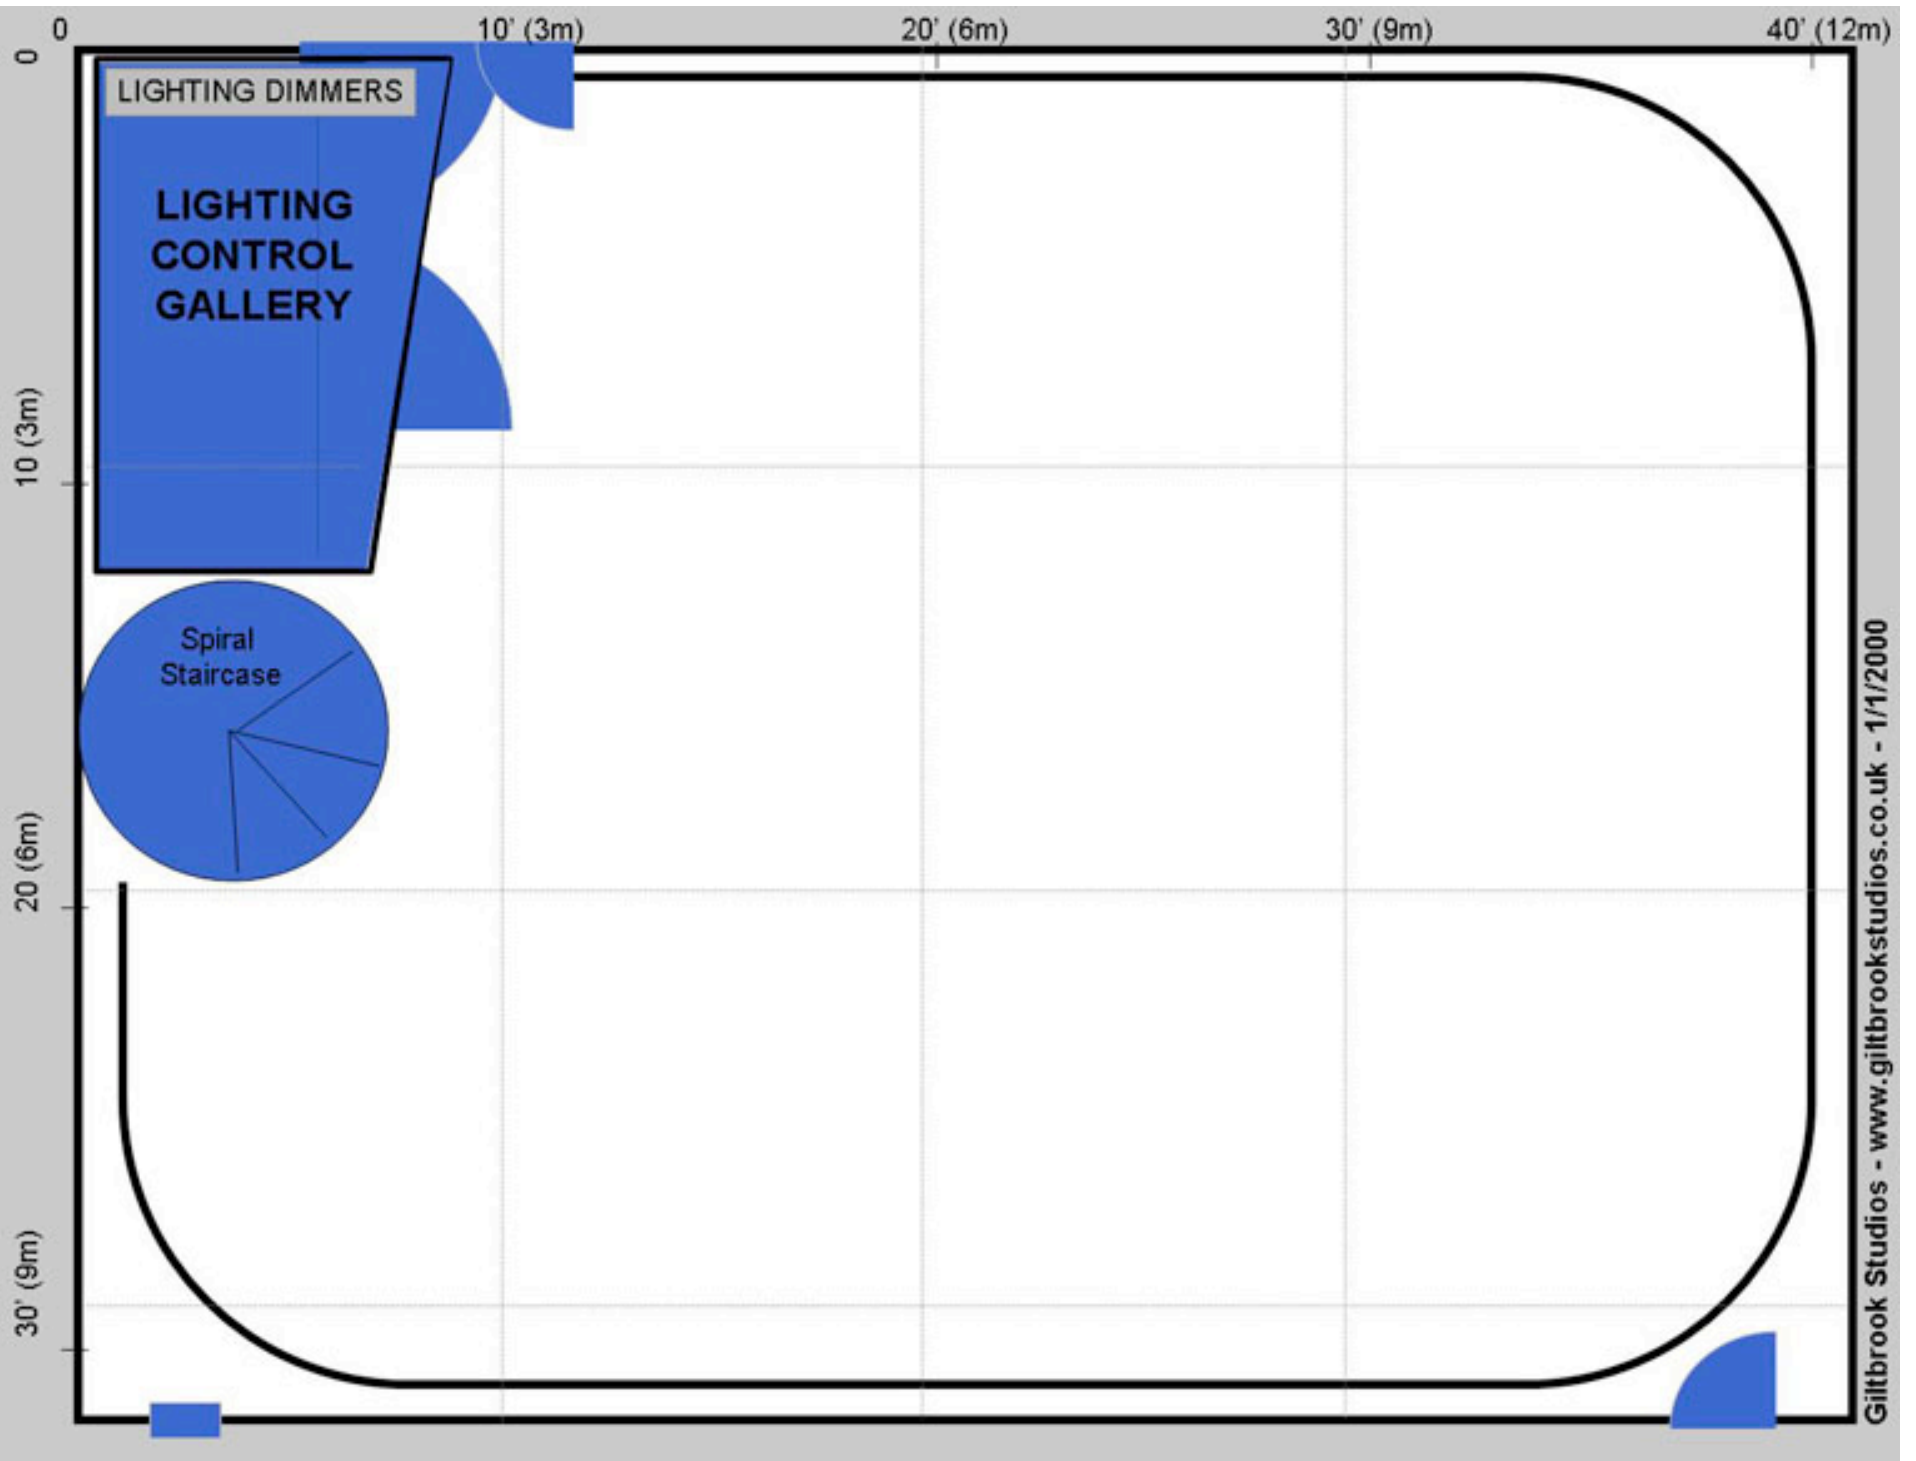 0
10' (3m)
20' (6m)
30' (9m)
40' (12m)
0
LIGHTING DIMMERS
LIGHTING
CONTROL
GALLERY
10 (3m)
Spiral
Staircase
20 (6m)
30' (9m)
Giltbrook Studios - www.giltbrookstudios.co.uk - 1/1/2000